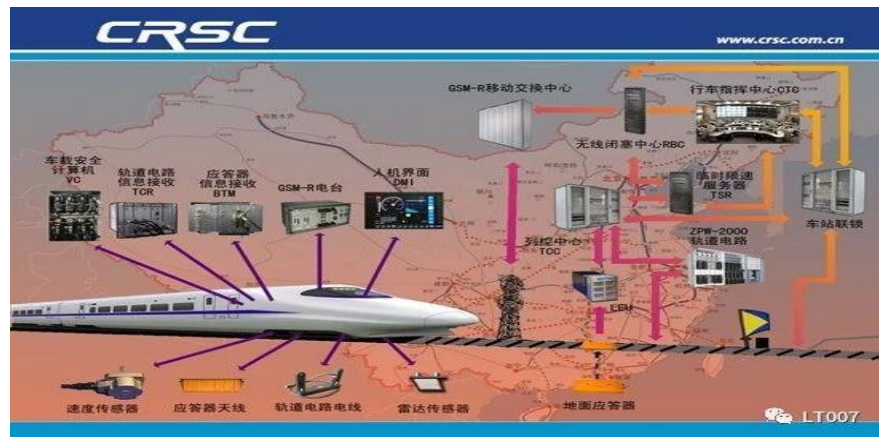 CRSC
www.crsc.com.cn
GSM-R移动交换中心
行车指挥中心CTC
无线闭塞中心RBC
车载安全
计算机
VC
轨道电路
信息接收
TCR
应答器
信息接收
BTM
GSM-R电台
人机界面
DMI
临时限速
服务器
TSR
车站联锁
列控中心
TCC
ZPW-2000
轨道电路
LEU
速度传感器
应答器天线
轨道电路电线
雷达传感器
地面应答器
LT007